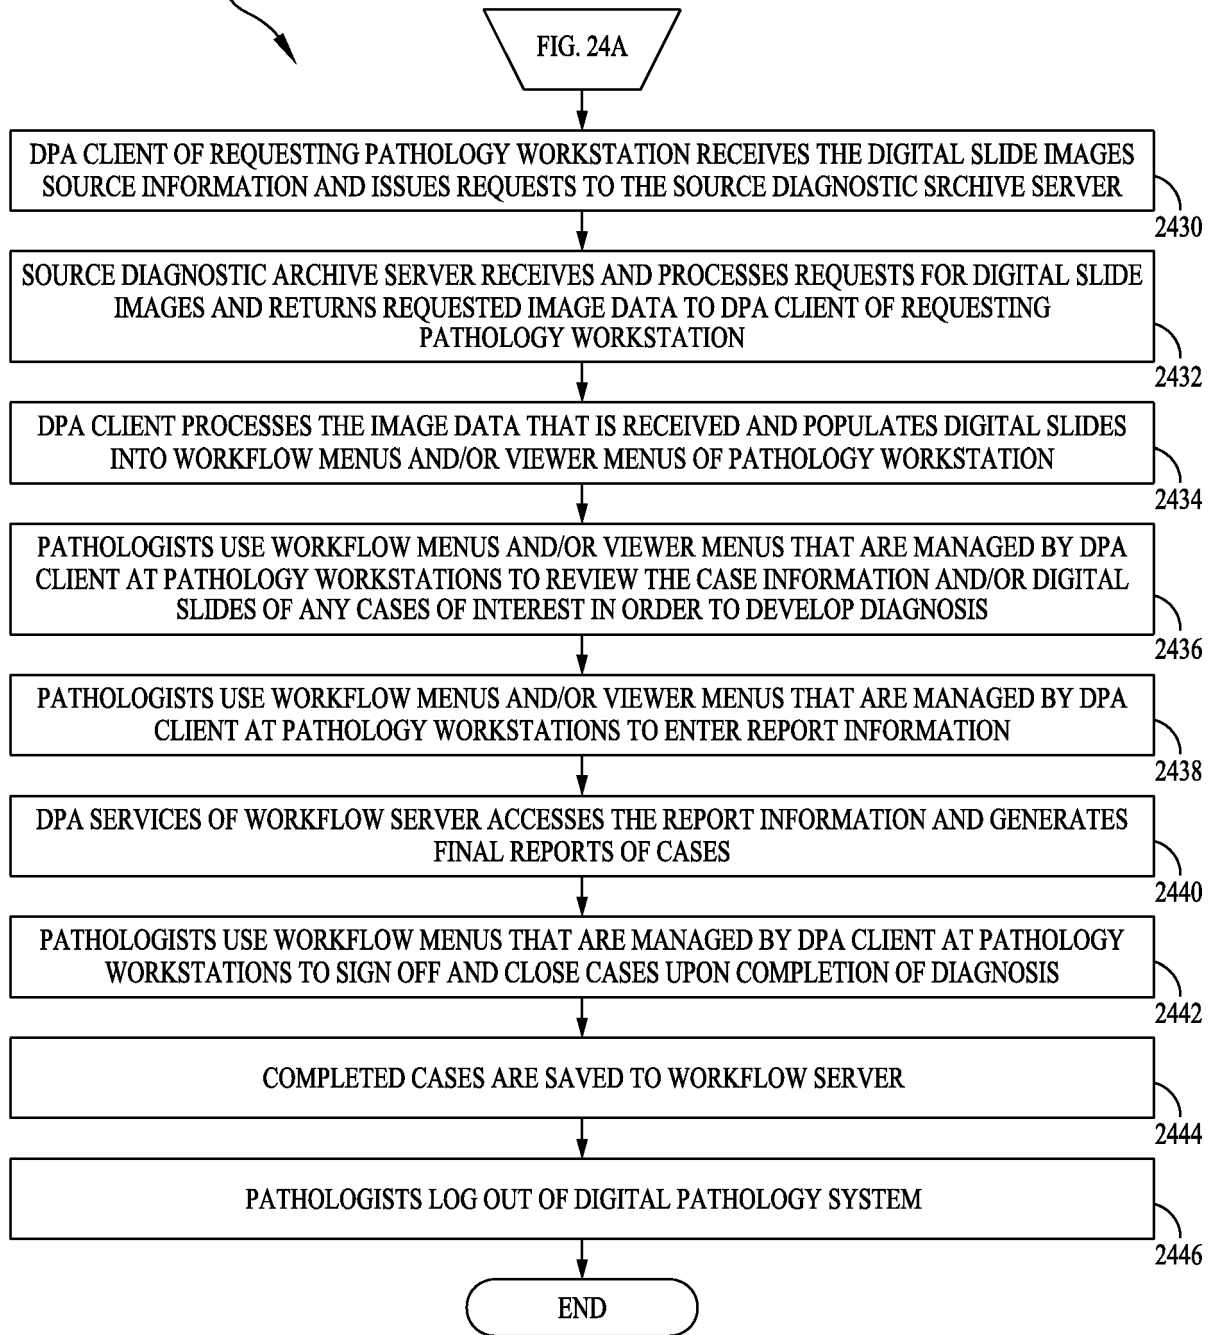 FIG. 24A
DPA CLIENT OF REQUESTING PATHOLOGY WORKSTATION RECEIVES THE DIGITAL SLIDE IMAGES
SOURCE INFORMATION AND ISSUES REQUESTS TO THE SOURCE DIAGNOSTIC SRCHIVE SERVER
2430
SOURCE DIAGNOSTIC ARCHIVE SERVER RECEIVES AND PROCESSES REQUESTS FOR DIGITAL SLIDE
IMAGES AND RETURNS REQUESTED IMAGE DATA TO DPA CLIENT OF REQUESTING
PATHOLOGY WORKSTATION
2432
DPA CLIENT PROCESSES THE IMAGE DATA THAT IS RECEIVED AND POPULATES DIGITAL SLIDES
INTO WORKFLOW MENUS AND/OR VIEWER MENUS OF PATHOLOGY WORKSTATION
2434
PATHOLOGISTS USE WORKFLOW MENUS AND/OR VIEWER MENUS THAT ARE MANAGED BY DPA
CLIENT AT PATHOLOGY WORKSTATIONS TO REVIEW THE CASE INFORMATION AND/OR DIGITAL
SLIDES OF ANY CASES OF INTEREST IN ORDER TO DEVELOP DIAGNOSIS
2436
PATHOLOGISTS USE WORKFLOW MENUS AND/OR VIEWER MENUS THAT ARE MANAGED BY DPA
CLIENT AT PATHOLOGY WORKSTATIONS TO ENTER REPORT INFORMATION
2438
DPA SERVICES OF WORKFLOW SERVER ACCESSES THE REPORT INFORMATION AND GENERATES
FINAL REPORTS OF CASES
2440
PATHOLOGISTS USE WORKFLOW MENUS THAT ARE MANAGED BY DPA CLIENT AT PATHOLOGY
WORKSTATIONS TO SIGN OFF AND CLOSE CASES UPON COMPLETION OF DIAGNOSIS
2442
COMPLETED CASES ARE SAVED TO WORKFLOW SERVER
2444
PATHOLOGISTS LOG OUT OF DIGITAL PATHOLOGY SYSTEM
2446
END